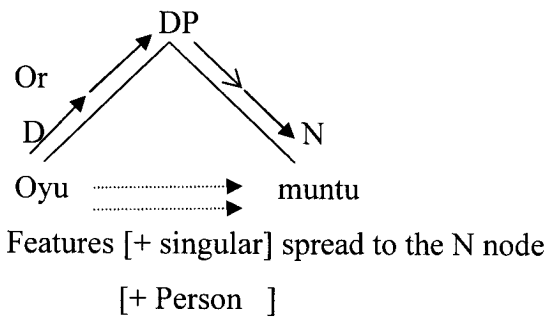 DP
Or
D N
Oyu muntu
Features [+ singular] spread to the N node
[+ Person ]